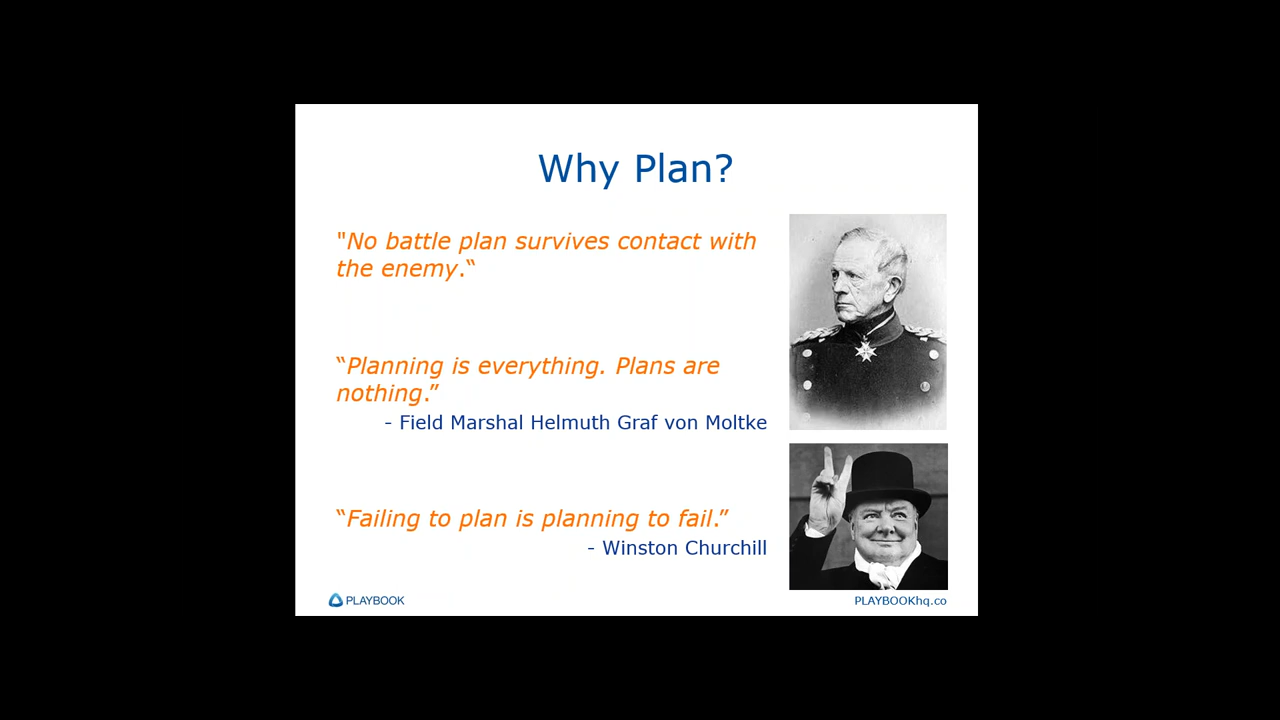 Why Plan?
"No battle plan survives contact with
the enemy.“
“Planning is everything. Plans are
nothing.”
- Field Marshal Helmuth Graf von Moltke
“Failing to plan is planning to fail.”
- Winston Churchill
PLAYBOOK
PLAYBOOKhq.co